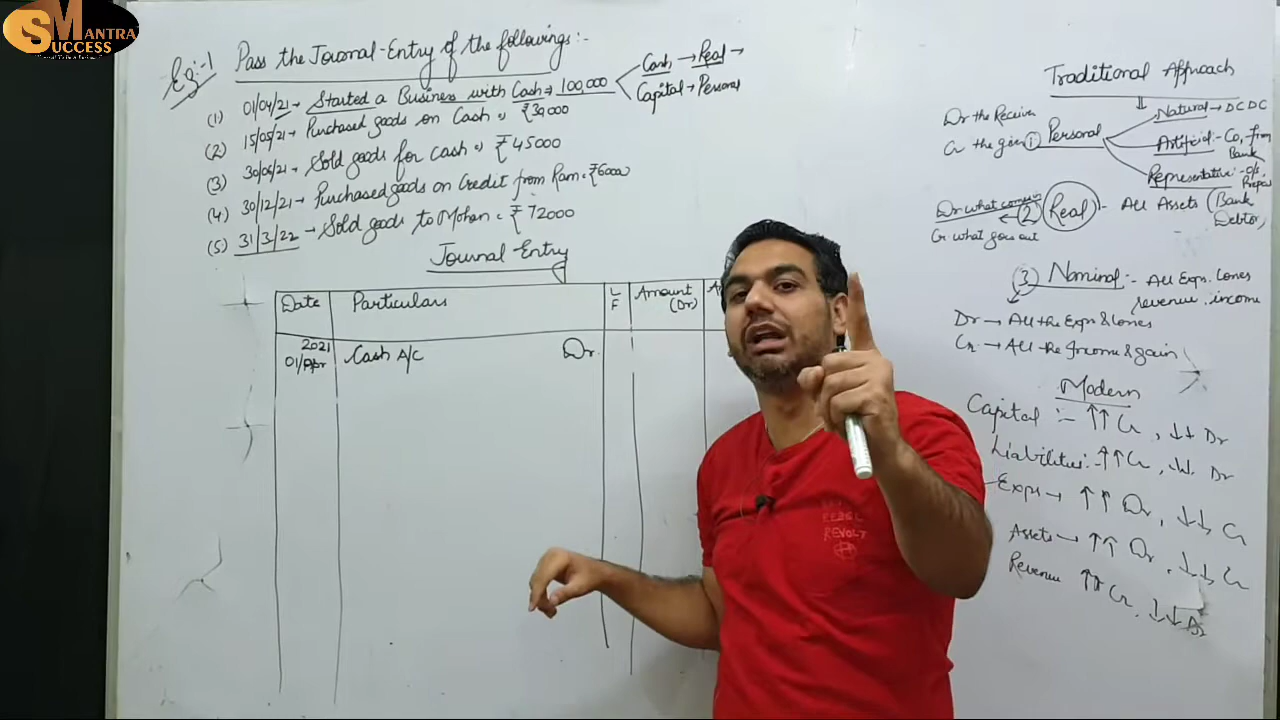 SUCCESS MANTRA
Eg:-1 Pass the Journal-Entry of the followings:-
(1) 01/04/21→ Started a Business with Cash → 100,000
Cash → Real →
Capital → Personal
(2) 15/05/21→ Purchased goods on Cash = ₹30000
(3) 30/06/21→ Sold goods for cash = ₹45000
(4) 30/12/21→ Purchased goods on Credit from Ram = ₹6000
(5) 31/3/22 → Sold goods to Mohan = ₹72000
Journal Entry
Date Particulars L F Amount (Dr) A
2021
01/Apr Cash A/C Dr.
REBEL
REVOLT
Traditional Approach
Dr the Receiver
Cr the giver
① Personal
Natural → DCDC
Artificial - Co, firm
Bank
Representative - o/s
Prepaid
Dr what comes in
Cr what goes out
② Real :- All Assets (Bank
Debtor,
③ Nominal :- All Exp. losses
revenue, income
Dr → All the Exp & losses
Cr → All the Income & gain
Modern
Capital :- ↑↑ Cr, ↓↓ Dr
Liabilities :- ↑↑ Cr, ↓↓ Dr
Exps → ↑↑ Dr, ↓↓ Cr
Assets → ↑↑ Dr, ↓↓ Cr
Revenue ↑↑ Cr, ↓↓ Dr